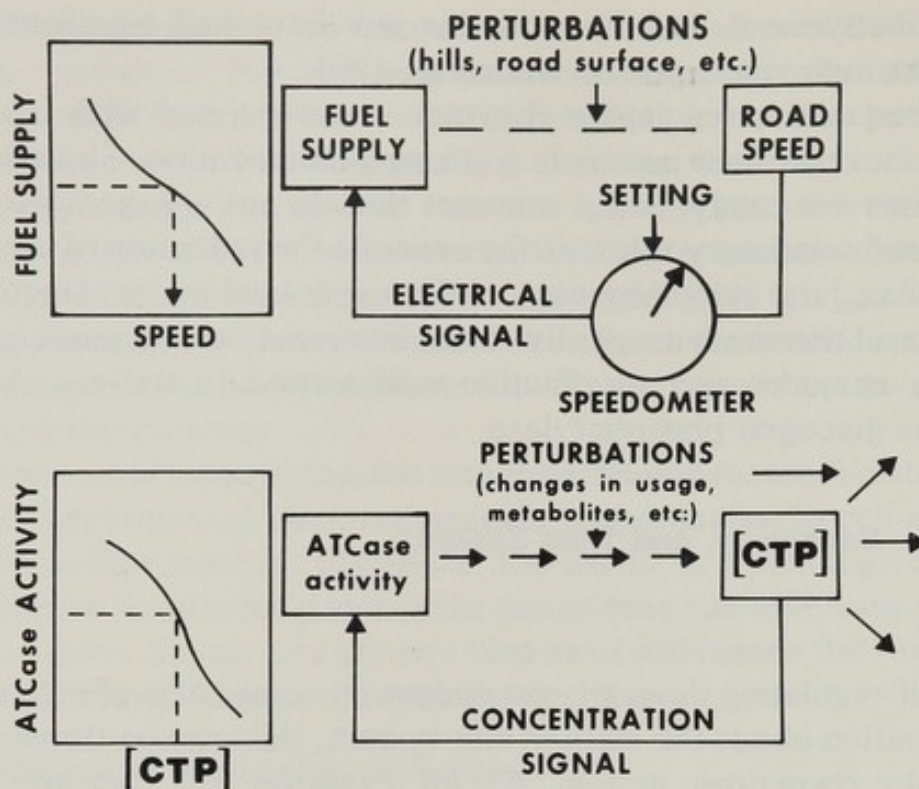 PERTURBATIONS
(hills, road surface, etc.)
FUEL SUPPLY
FUEL
SUPPLY
ROAD
SPEED
SETTING
ELECTRICAL
SIGNAL
SPEED
SPEEDOMETER
PERTURBATIONS
(changes in usage,
metabolites, etc:)
ATCase ACTIVITY
ATCase
activity
[CTP]
CONCENTRATION
SIGNAL
[CTP]